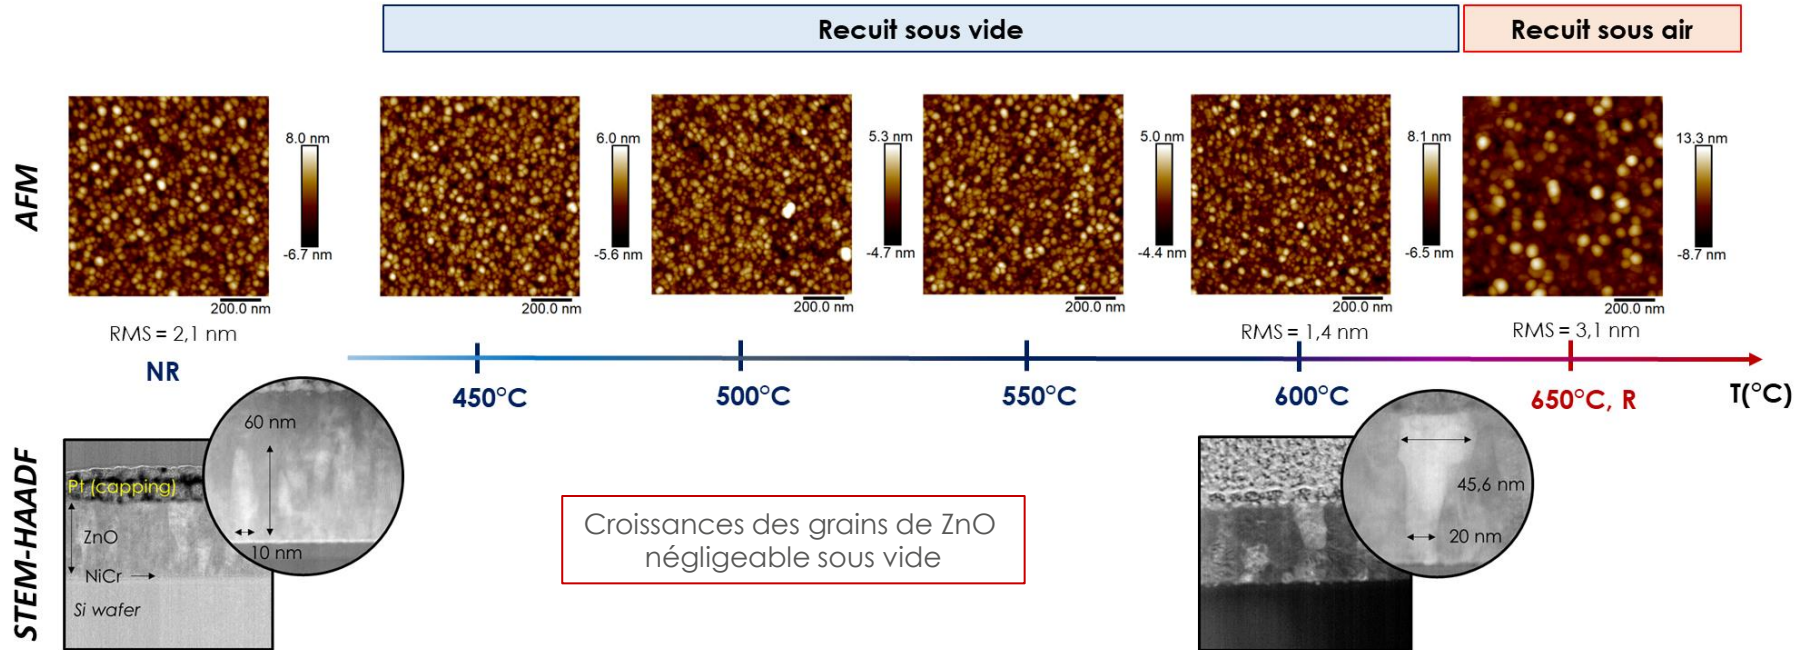 Recuit sous vide
Recuit sous air
AFM
8.0 nm
-6.7 nm
200.0 nm
6.0 nm
-5.6 nm
200.0 nm
5.3 nm
-4.7 nm
200.0 nm
5.0 nm
-4.4 nm
200.0 nm
8.1 nm
-6.5 nm
200.0 nm
13.3 nm
-8.7 nm
200.0 nm
RMS = 2,1 nm
RMS = 1,4 nm
RMS = 3,1 nm
NR
450°C
500°C
550°C
600°C
650°C, R
T(°C)
STEM-HAADF
Pt (capping)
ZnO
NiCr
Si wafer
60 nm
10 nm
Croissances des grains de ZnO
négligeable sous vide
45,6 nm
20 nm